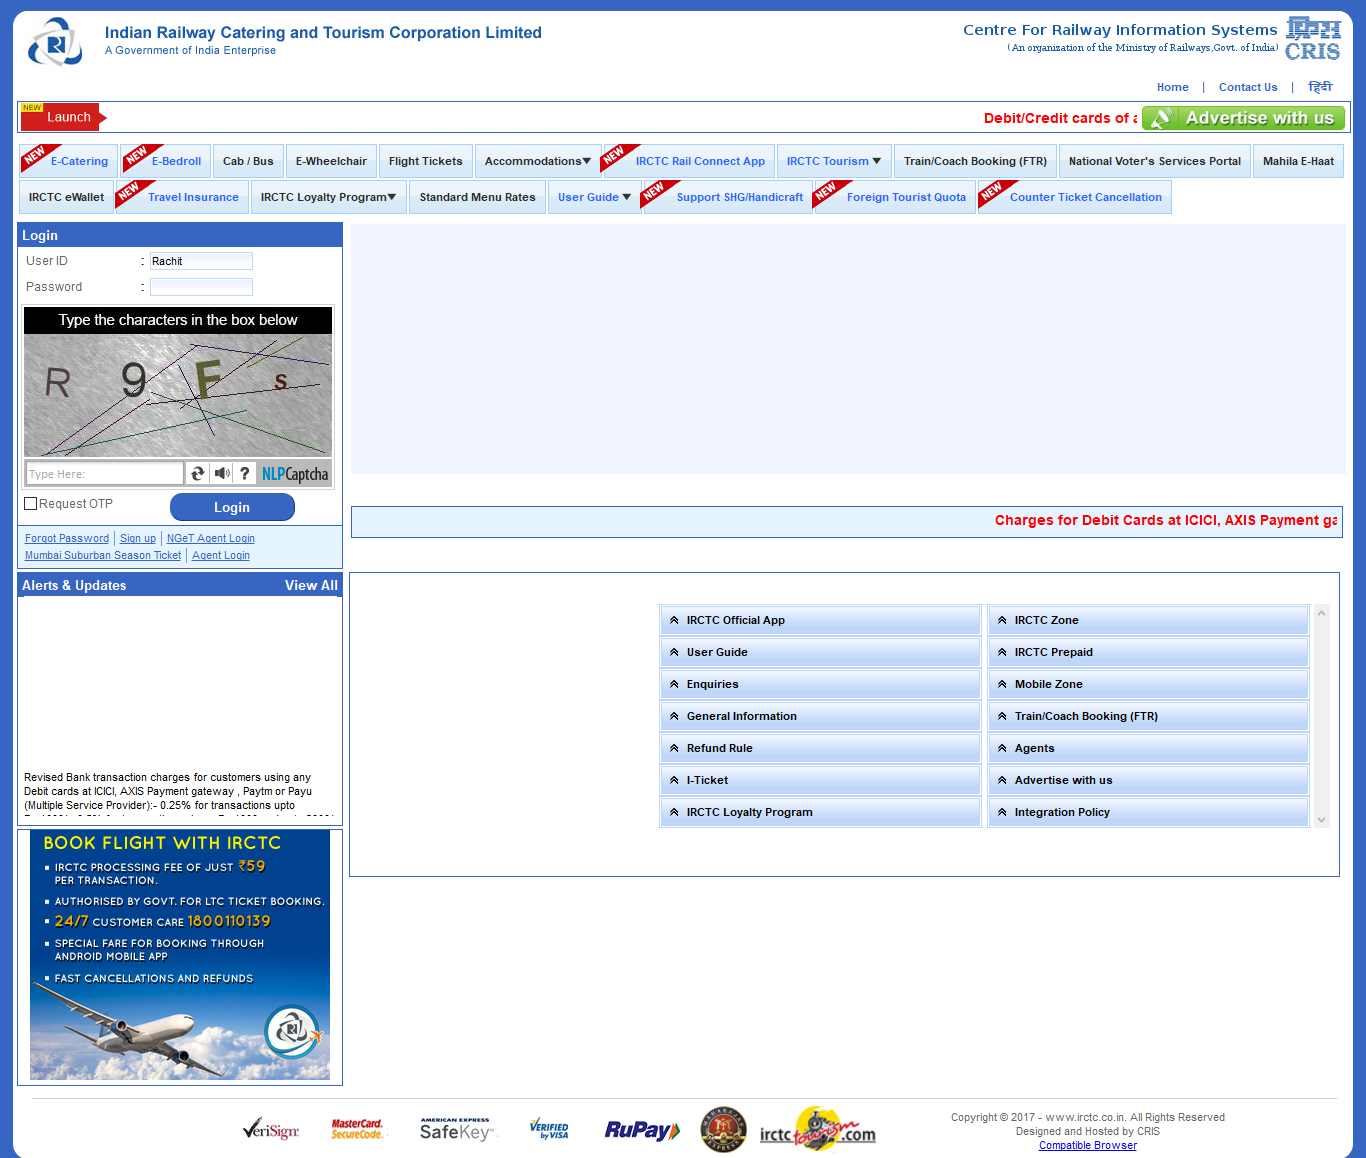 Indian Railway Catering and Tourism Corporation Limited
A Government of India Enterprise
Centre For Railway Information Systems
(An organization of the Ministry of Railways,Govt. of India)
CRIS
Home | Contact Us | हिंदी
NEW
Launch
Debit/Credit cards of a
Advertise with us
NEW E-Catering NEW E-Bedroll Cab / Bus E-Wheelchair Flight Tickets Accommodations NEW IRCTC Rail Connect App IRCTC Tourism Train/Coach Booking (FTR) National Voter's Services Portal Mahila E-Haat
IRCTC eWallet NEW Travel Insurance IRCTC Loyalty Program Standard Menu Rates User Guide NEW Support SHG/Handicraft NEW Foreign Tourist Quota NEW Counter Ticket Cancellation
Login
User ID : Rachit
Password :
Type the characters in the box below
R 9 F s
Type Here: ? NLPCaptcha
Request OTP Login
Forgot Password | Sign up | NGeT Agent Login
Mumbai Suburban Season Ticket | Agent Login
Charges for Debit Cards at ICICI, AXIS Payment ga
Alerts & Updates View All
Revised Bank transaction charges for customers using any
Debit cards at ICICI, AXIS Payment gateway , Paytm or Payu
(Multiple Service Provider):- 0.25% for transactions upto
IRCTC Official App IRCTC Zone
User Guide IRCTC Prepaid
Enquiries Mobile Zone
General Information Train/Coach Booking (FTR)
Refund Rule Agents
I-Ticket Advertise with us
IRCTC Loyalty Program Integration Policy
BOOK FLIGHT WITH IRCTC
IRCTC PROCESSING FEE OF JUST ₹59
PER TRANSACTION.
AUTHORISED BY GOVT. FOR LTC TICKET BOOKING.
24/7 CUSTOMER CARE 1800110139
SPECIAL FARE FOR BOOKING THROUGH
ANDROID MOBILE APP
FAST CANCELLATIONS AND REFUNDS
VeriSign
MasterCard.
SecureCode.
AMERICAN EXPRESS
SafeKey
VERIFIED
by VISA
RuPay
irctc tourism .com
Copyright © 2017 - www.irctc.co.in. All Rights Reserved
Designed and Hosted by CRIS
Compatible Browser